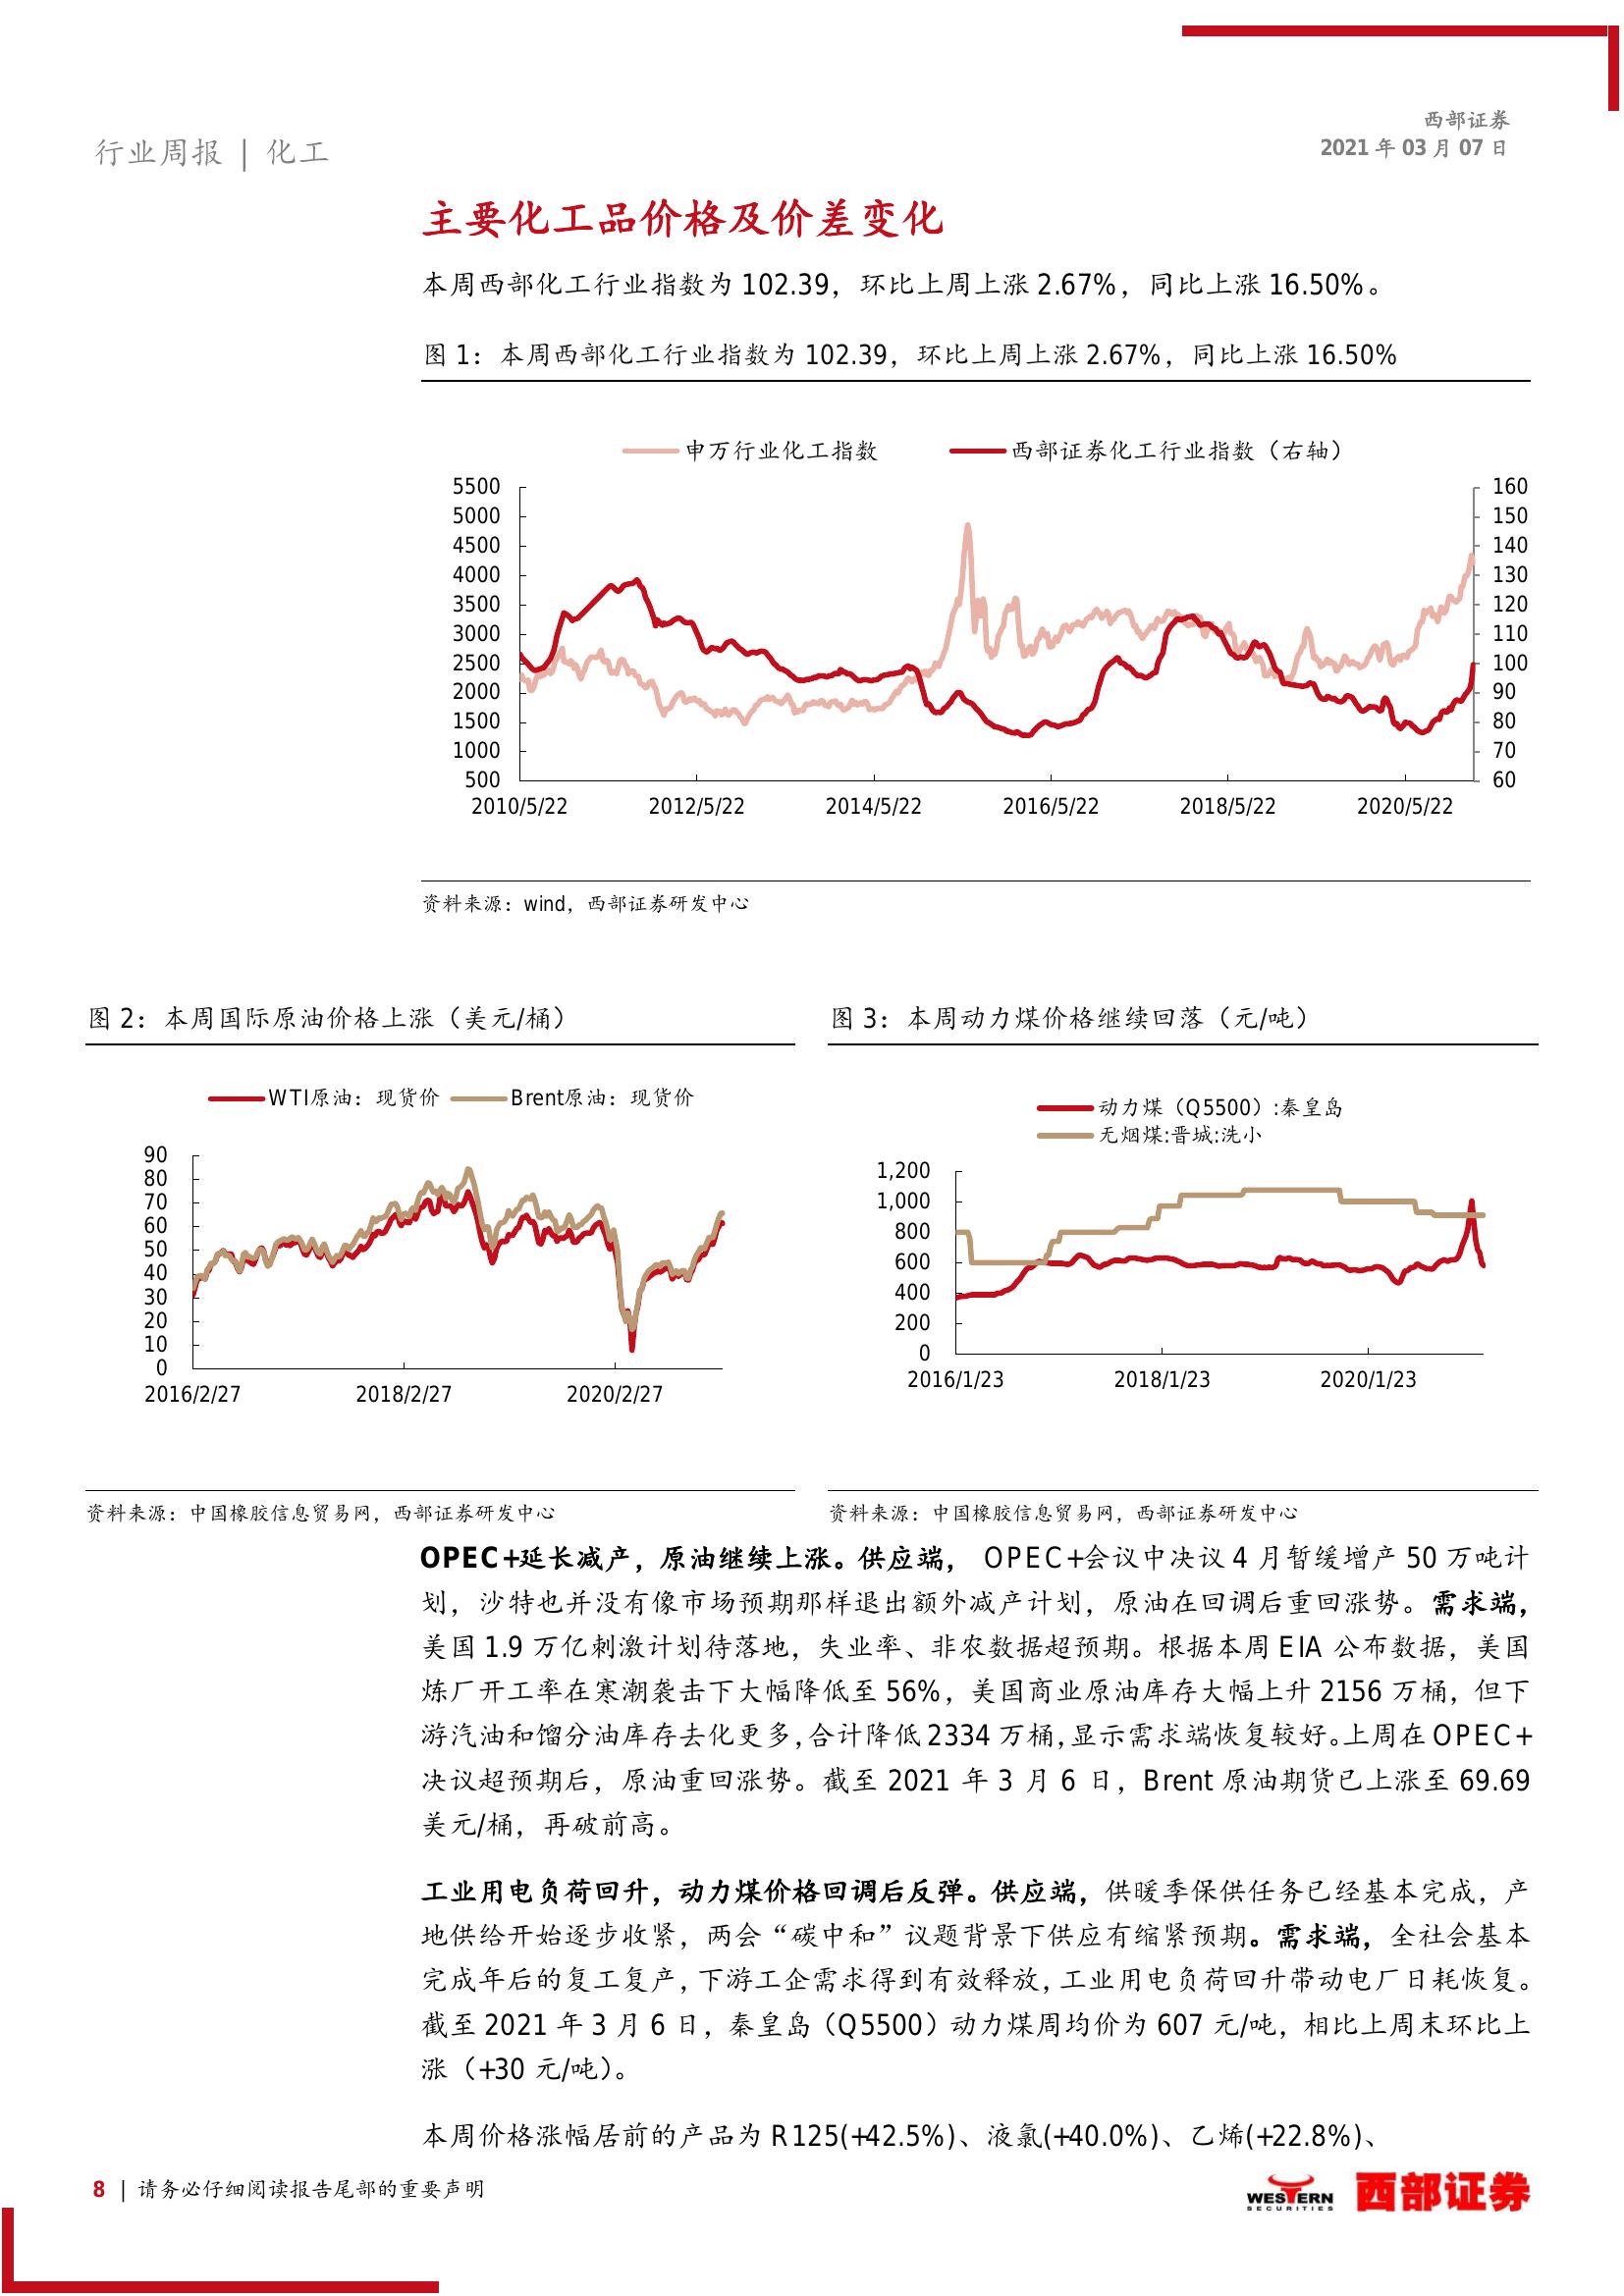 西部证券
行业周报 | 化工
2021 年 03 月 07 日
主要化工品价格及价差变化
本周西部化工行业指数为 102.39，环比上周上涨 2.67%，同比上涨 16.50%。
图 1：本周西部化工行业指数为 102.39，环比上周上涨 2.67%，同比上涨 16.50%
申万行业化工指数 西部证券化工行业指数（右轴）
5500 160
5000 150
4500 140
4000 130
3500 120
3000 110
2500 100
2000 90
1500 80
1000 70
500 60
2010/5/22 2012/5/22 2014/5/22 2016/5/22 2018/5/22 2020/5/22
资料来源：wind，西部证券研发中心
图 2：本周国际原油价格上涨（美元/桶）
WTI原油：现货价 Brent原油：现货价
90
80
70
60
50
40
30
20
10
0
2016/2/27 2018/2/27 2020/2/27
资料来源：中国橡胶信息贸易网，西部证券研发中心
图 3：本周动力煤价格继续回落（元/吨）
动力煤（Q5500）:秦皇岛
无烟煤:晋城:洗小
1,200
1,000
800
600
400
200
0
2016/1/23 2018/1/23 2020/1/23
资料来源：中国橡胶信息贸易网，西部证券研发中心
OPEC+延长减产，原油继续上涨。供应端， OPEC+会议中决议 4 月暂缓增产 50 万吨计
划，沙特也并没有像市场预期那样退出额外减产计划，原油在回调后重回涨势。需求端，
美国 1.9 万亿刺激计划待落地，失业率、非农数据超预期。根据本周 EIA 公布数据，美国
炼厂开工率在寒潮袭击下大幅降低至 56%，美国商业原油库存大幅上升 2156 万桶，但下
游汽油和馏分油库存去化更多，合计降低 2334 万桶，显示需求端恢复较好。上周在 OPEC+
决议超预期后，原油重回涨势。截至 2021 年 3 月 6 日，Brent 原油期货已上涨至 69.69
美元/桶，再破前高。
工业用电负荷回升，动力煤价格回调后反弹。供应端，供暖季保供任务已经基本完成，产
地供给开始逐步收紧，两会“碳中和”议题背景下供应有缩紧预期。需求端，全社会基本
完成年后的复工复产，下游工企需求得到有效释放，工业用电负荷回升带动电厂日耗恢复。
截至 2021 年 3 月 6 日，秦皇岛（Q5500）动力煤周均价为 607 元/吨，相比上周末环比上
涨（+30 元/吨）。
本周价格涨幅居前的产品为 R125(+42.5%)、液氯(+40.0%)、乙烯(+22.8%)、
8 | 请务必仔细阅读报告尾部的重要声明
WESTERN
SECURITIES
西部证券